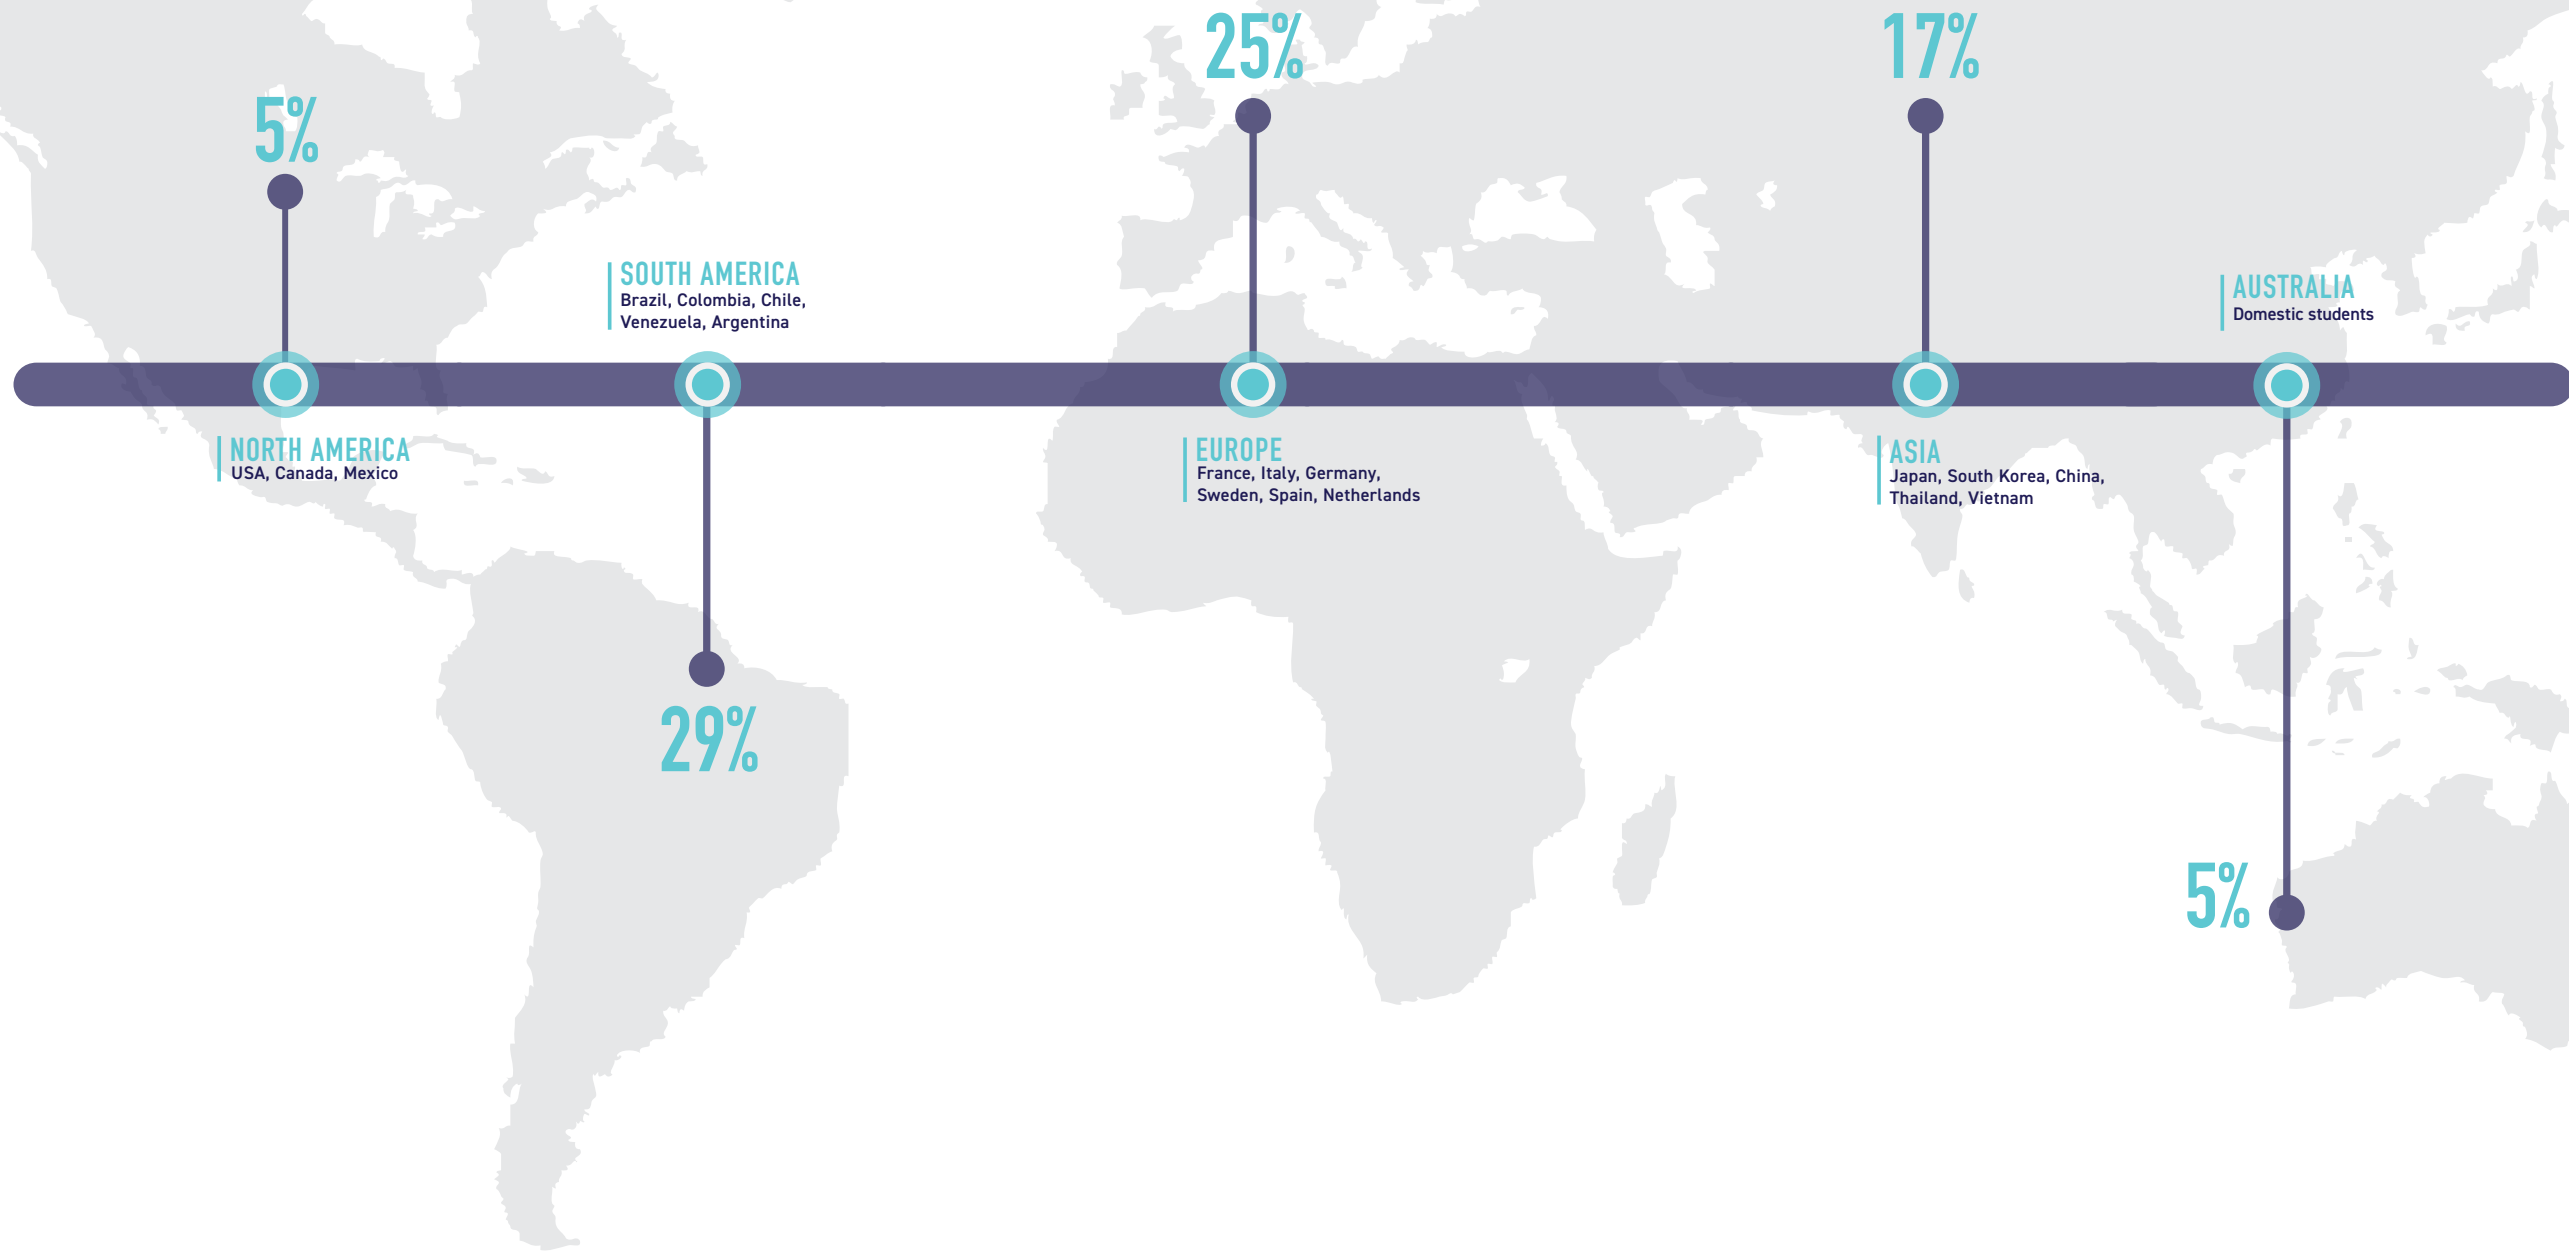 5%
NORTH AMERICA
USA, Canada, Mexico
SOUTH AMERICA
Brazil, Colombia, Chile,
Venezuela, Argentina
29%
25%
EUROPE
France, Italy, Germany,
Sweden, Spain, Netherlands
17%
ASIA
Japan, South Korea, China,
Thailand, Vietnam
AUSTRALIA
Domestic students
5%